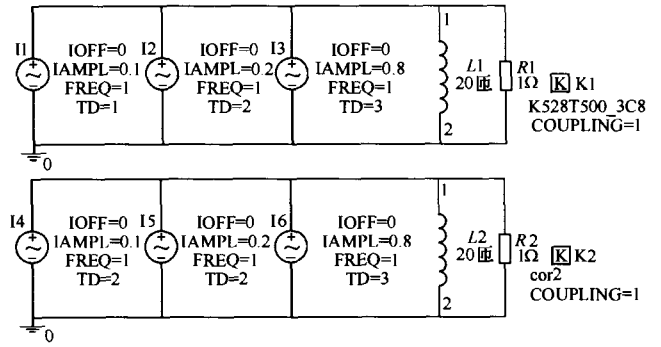 1
I1 IOFF=0 I2 IOFF=0 I3 IOFF=0
IAMPL=0.1 IAMPL=0.2 IAMPL=0.8 L1 R1
FREQ=1 FREQ=1 FREQ=1 20匝 1Ω K K1
TD=1 TD=2 TD=3 K528T500_3C8
2 COUPLING=1
0
1
I4 IOFF=0 I5 IOFF=0 I6 IOFF=0
IAMPL=0.1 IAMPL=0.2 IAMPL=0.8 L2 R2
FREQ=1 FREQ=1 FREQ=1 20匝 1Ω K K2
TD=2 TD=2 TD=3 cor2
2 COUPLING=1
0